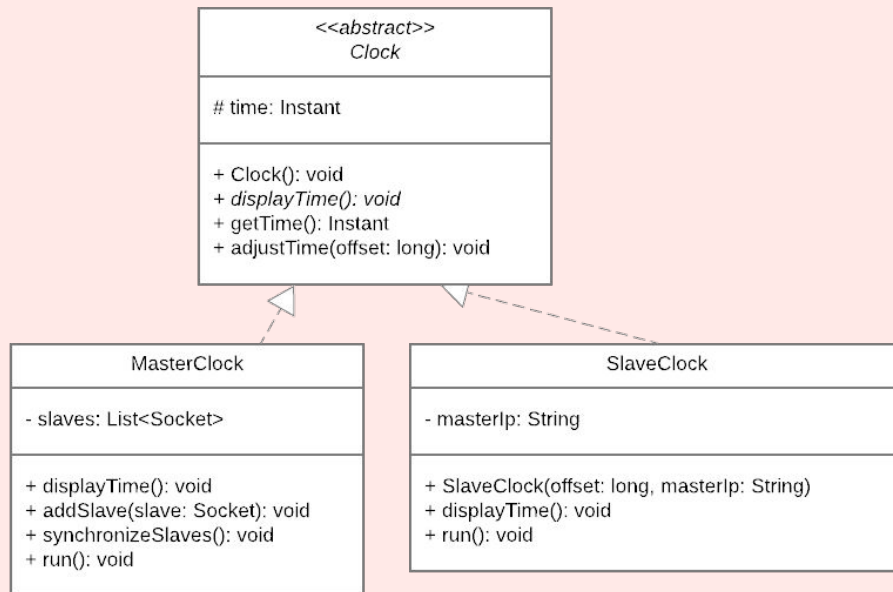 <<abstract>>
Clock
# time: Instant
+ Clock(): void
+ displayTime(): void
+ getTime(): Instant
+ adjustTime(offset: long): void
MasterClock
- slaves: List<Socket>
+ displayTime(): void
+ addSlave(slave: Socket): void
+ synchronizeSlaves(): void
+ run(): void
SlaveClock
- masterIp: String
+ SlaveClock(offset: long, masterIp: String)
+ displayTime(): void
+ run(): void